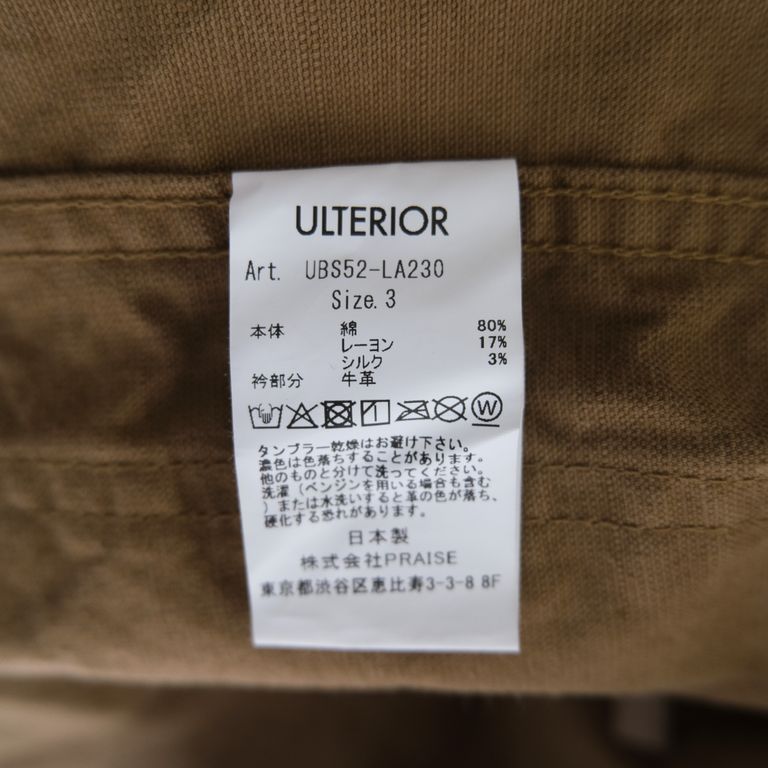 ULTERIOR
Art. UBS52-LA230
Size.3
本体 綿 80%
レーヨン 17%
シルク 3%
衿部分 牛革
W
タンブラー乾燥はお避け下さい。
濃色は色落ちすることがあります。
他のものと分けて洗ってください。
洗濯（ベンジンを用いる場合も含む
）または水洗いすると革の色が落ち、
硬化する恐れがあります。
日本製
株式会社PRAISE
東京都渋谷区恵比寿3-3-8 8F